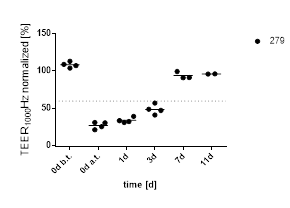 TEER1000Hz normalized [%]
150
100
50
0
0d b.t.
0d a.t.
1d
3d
7d
11d
time [d]
279